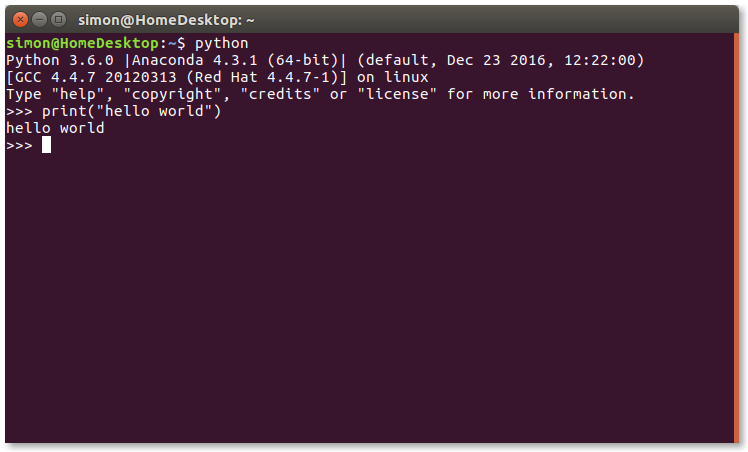 simon@HomeDesktop: ~
simon@HomeDesktop:~$ python
Python 3.6.0 |Anaconda 4.3.1 (64-bit)| (default, Dec 23 2016, 12:22:00)
[GCC 4.4.7 20120313 (Red Hat 4.4.7-1)] on linux
Type "help", "copyright", "credits" or "license" for more information.
>>> print("hello world")
hello world
>>>